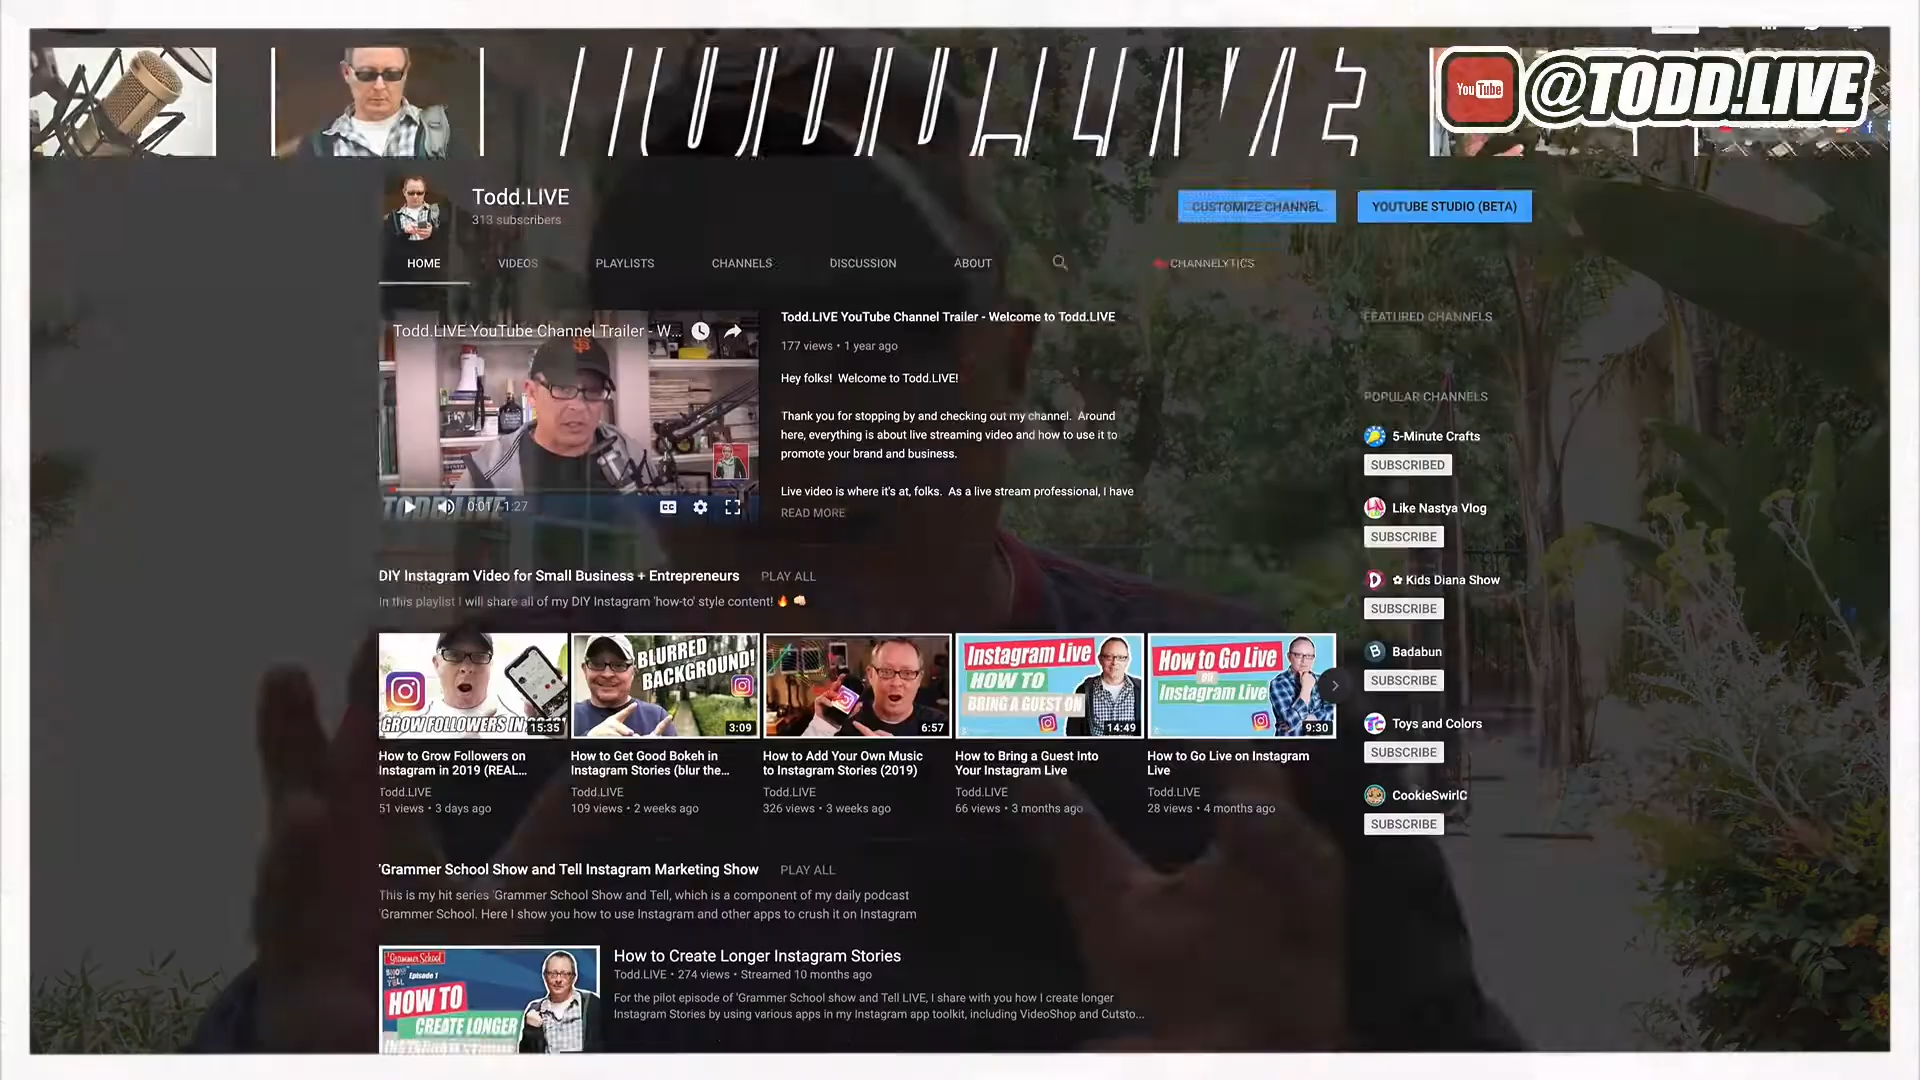 You Tube @TODD.LIVE
TODD.LIVE
Todd.LIVE
313 subscribers
CUSTOMIZE CHANNEL
YOUTUBE STUDIO (BETA)
HOME
VIDEOS
PLAYLISTS
CHANNELS
DISCUSSION
ABOUT
CHANNELYTICS
Todd.LIVE YouTube Channel Trailer - W...
TODD.LIVE
0:01 / 1:27
CC
Todd.LIVE YouTube Channel Trailer - Welcome to Todd.LIVE
177 views • 1 year ago
Hey folks! Welcome to Todd.LIVE!
Thank you for stopping by and checking out my channel. Around
here, everything is about live streaming video and how to use it to
promote your brand and business.
Live video is where it's at, folks. As a live stream professional, I have
READ MORE
FEATURED CHANNELS
POPULAR CHANNELS
5-Minute Crafts
SUBSCRIBED
Like Nastya Vlog
SUBSCRIBE
✿ Kids Diana Show
SUBSCRIBE
Badabun
SUBSCRIBE
Toys and Colors
SUBSCRIBE
CookieSwirlC
SUBSCRIBE
DIY Instagram Video for Small Business + Entrepreneurs PLAY ALL
In this playlist I will share all of my DIY Instagram 'how-to' style content! 🔥 👊🏻
GROW FOLLOWERS IN
15:35
How to Grow Followers on
Instagram in 2019 (REAL...
Todd.LIVE
51 views • 3 days ago
BLURRED
BACKGROUND!
3:09
How to Get Good Bokeh in
Instagram Stories (blur the...
Todd.LIVE
109 views • 2 weeks ago
6:57
How to Add Your Own Music
to Instagram Stories (2019)
Todd.LIVE
326 views • 3 weeks ago
Instagram Live
HOW TO
BRING A GUEST ON
14:49
How to Bring a Guest Into
Your Instagram Live
Todd.LIVE
66 views • 3 months ago
How to Go Live
on
Instagram Live
9:30
How to Go Live on Instagram
Live
Todd.LIVE
28 views • 4 months ago
'Grammer School Show and Tell Instagram Marketing Show PLAY ALL
This is my hit series 'Grammer School Show and Tell, which is a component of my daily podcast
'Grammer School. Here I show you how to use Instagram and other apps to crush it on Instagram
'Grammer School
SHOW
TELL
Episode 1
HOW TO
CREATE LONGER
How to Create Longer Instagram Stories
Todd.LIVE • 274 views • Streamed 10 months ago
For the pilot episode of 'Grammer School show and Tell LIVE, I share with you how I create longer
Instagram Stories by using various apps in my Instagram app toolkit, including VideoShop and Cutsto...